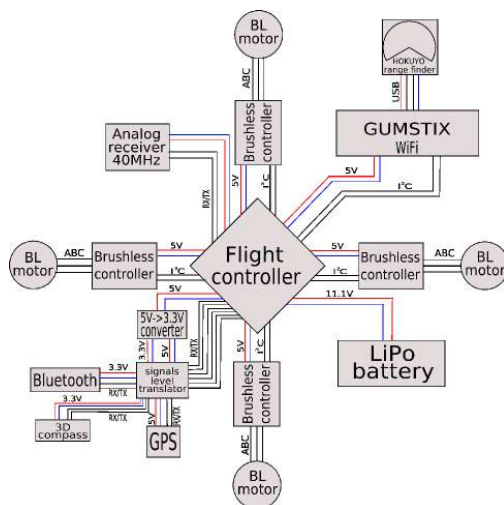 BL
motor
ABC
Brushless
controller
5V
I²C
HOKUYO
range finder
USB
GUMSTIX
WiFi
5V
I²C
Analog
receiver
40MHz
RX/TX
5V
Flight
controller
BL
motor
ABC
Brushless
controller
5V
I²C
5V
I²C
Brushless
controller
ABC
BL
motor
11.1V
LiPo
battery
5V
5V->3.3V
converter
3.3V
5V
RX/TX
signals
level
translator
Bluetooth
3.3V
RX/TX
3.3V
RX/TX
3D
compass
5V
RX/TX
GPS
5V
I²C
Brushless
controller
ABC
BL
motor